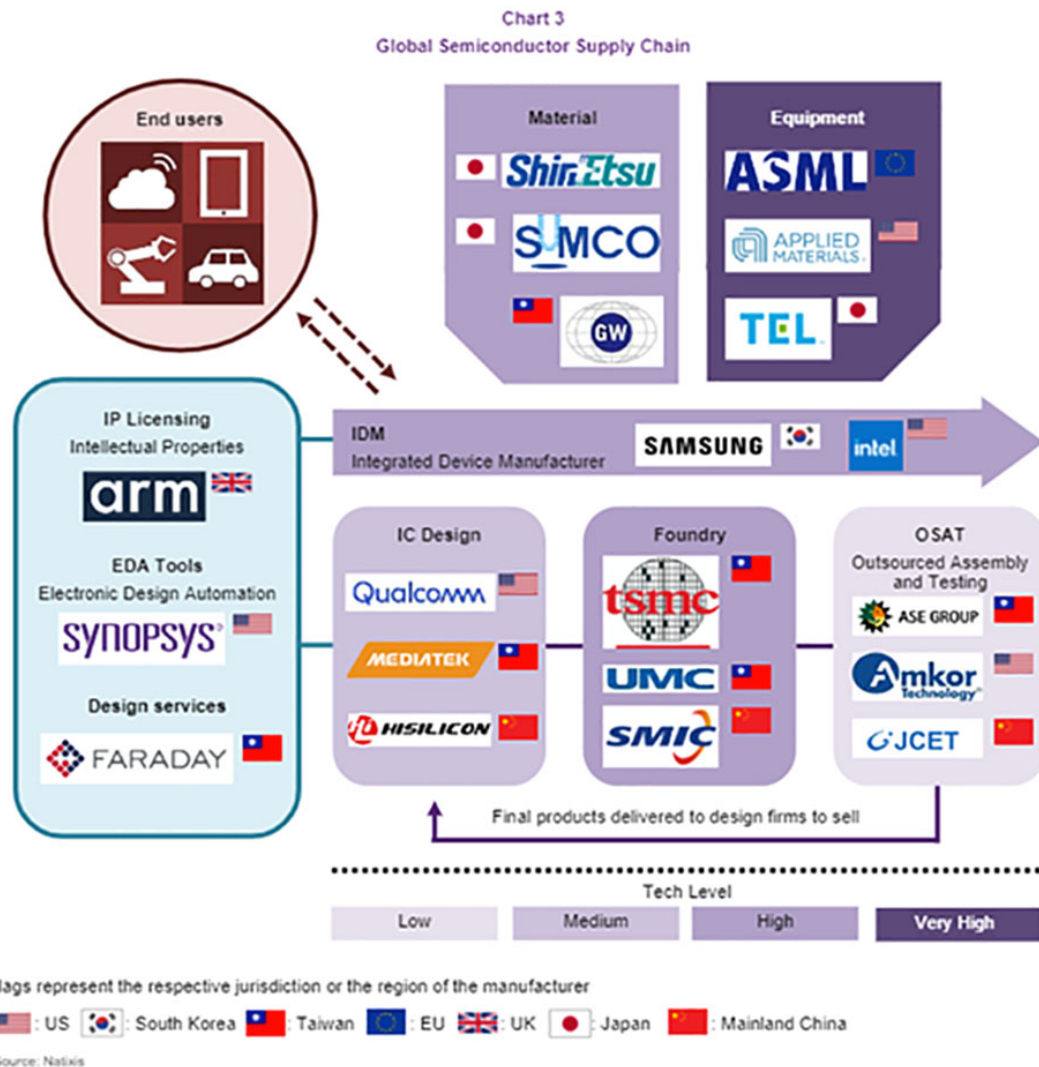 Chart 3
Global Semiconductor Supply Chain
End users
Material
ShinEtsu
SUMCO
GW
Equipment
ASML
APPLIED
MATERIALS
TEL
IP Licensing
Intellectual Properties
arm
EDA Tools
Electronic Design Automation
SYNOPSYS
Design services
FARADAY
IDM
Integrated Device Manufacturer
SAMSUNG
intel
IC Design
Qualcomm
MEDIATEK
HISILICON
Foundry
tsmc
UMC
SMIC
OSAT
Outsourced Assembly
and Testing
ASE GROUP
Amkor
Technology
JCET
Final products delivered to design firms to sell
Tech Level
Low
Medium
High
Very High
lags represent the respective jurisdiction or the region of the manufacturer
: US : South Korea : Taiwan : EU : UK : Japan : Mainland China
Source: Natixis